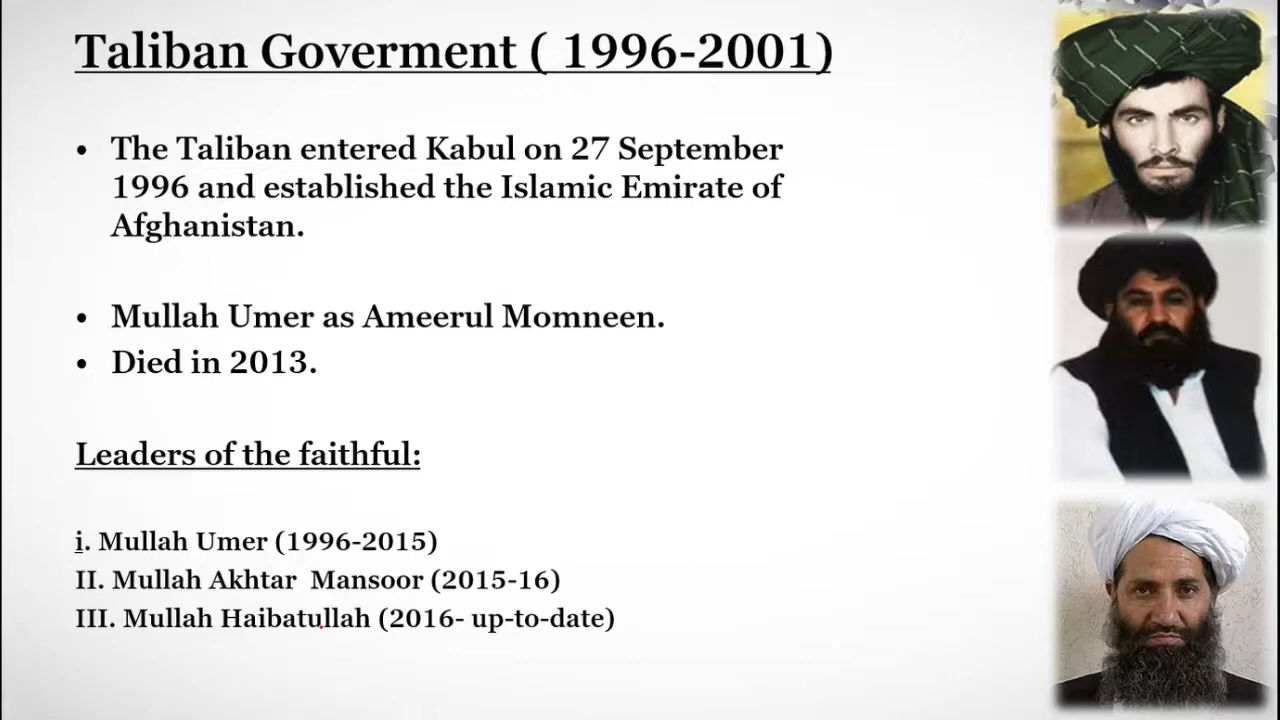 Taliban Goverment ( 1996-2001)
• The Taliban entered Kabul on 27 September
1996 and established the Islamic Emirate of
Afghanistan.
• Mullah Umer as Ameerul Momneen.
• Died in 2013.
Leaders of the faithful:
i. Mullah Umer (1996-2015)
II. Mullah Akhtar  Mansoor (2015-16)
III. Mullah Haibatullah (2016- up-to-date)